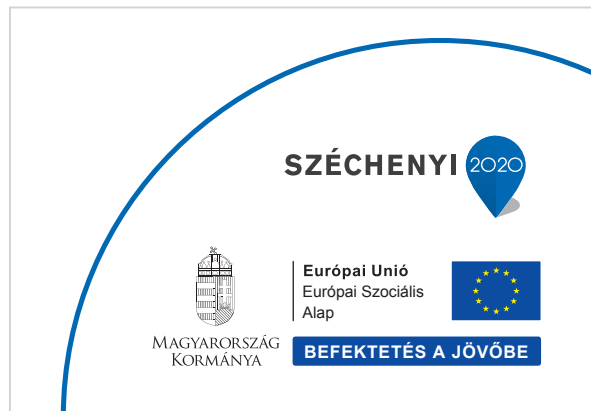 SZÉCHENYI 2020
Európai Unió
Európai Szociális
Alap
MAGYARORSZÁG
KORMÁNYA
BEFEKTETÉS A JÖVŐBE